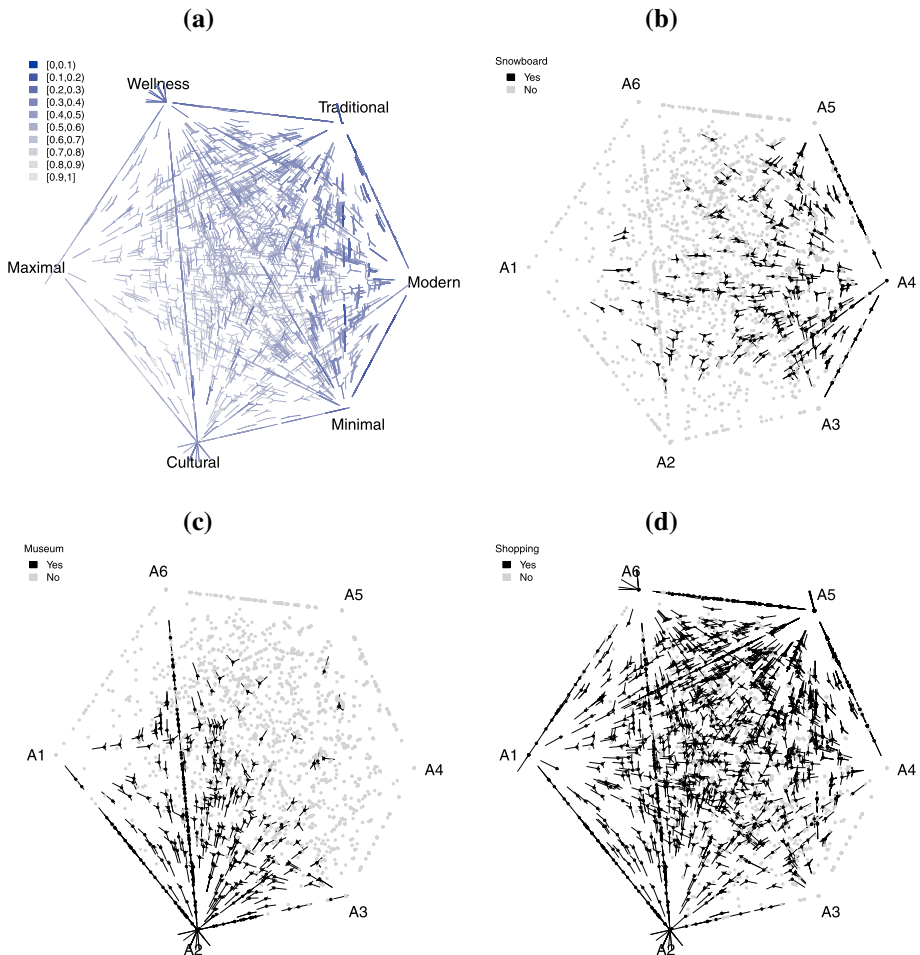 (a)
[0,0.1)
[0.1,0.2)
[0.2,0.3)
[0.3,0.4)
[0.4,0.5)
[0.5,0.6)
[0.6,0.7)
[0.7,0.8)
[0.8,0.9)
[0.9,1]
Wellness
Traditional
Maximal
Modern
Minimal
Cultural
(b)
Snowboard
Yes
No
A6
A5
A1
A4
A3
A2
(c)
Museum
Yes
No
A6
A5
A1
A4
A3
A2
(d)
Shopping
Yes
No
A6
A5
A1
A4
A3
A2